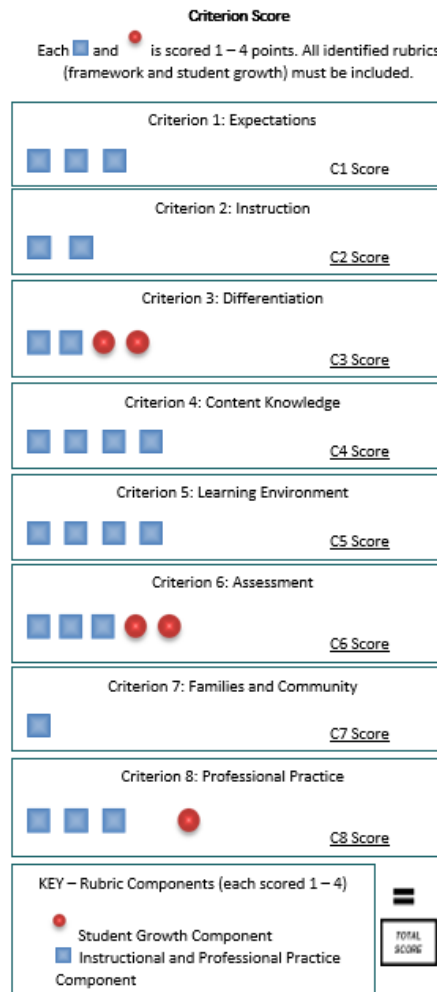 Criterion Score
Each and is scored 1 – 4 points. All identified rubrics
(framework and student growth) must be included.
Criterion 1: Expectations
C1 Score
Criterion 2: Instruction
C2 Score
Criterion 3: Differentiation
C3 Score
Criterion 4: Content Knowledge
C4 Score
Criterion 5: Learning Environment
C5 Score
Criterion 6: Assessment
C6 Score
Criterion 7: Families and Community
C7 Score
Criterion 8: Professional Practice
C8 Score
KEY – Rubric Components (each scored 1 – 4)
Student Growth Component
Instructional and Professional Practice
Component
=
TOTAL
SCORE